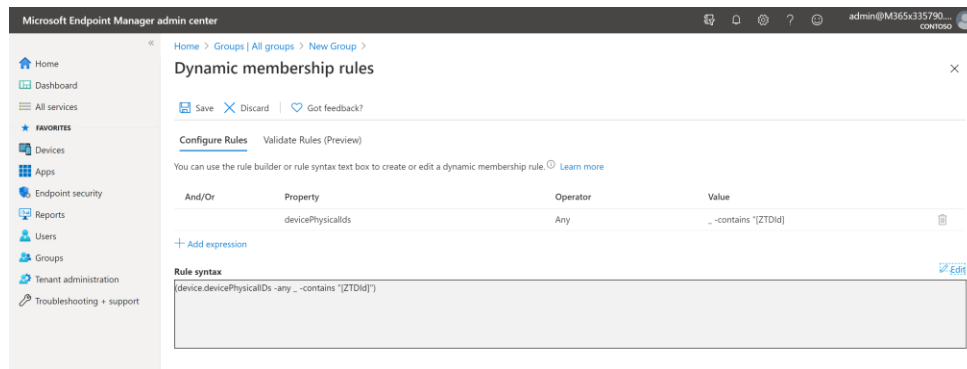 Microsoft Endpoint Manager admin center
admin@M365x335790....
CONTOSO
Home
Dashboard
All services
FAVORITES
Devices
Apps
Endpoint security
Reports
Users
Groups
Tenant administration
Troubleshooting + support
Home > Groups | All groups > New Group >
Dynamic membership rules
Save Discard Got feedback?
Configure Rules Validate Rules (Preview)
You can use the rule builder or rule syntax text box to create or edit a dynamic membership rule. Learn more
And/Or Property Operator Value
devicePhysicalIds Any _ -contains "[ZTDId]
+ Add expression
Rule syntax
Edit
(device.devicePhysicalIDs -any _ -contains "[ZTDId]")